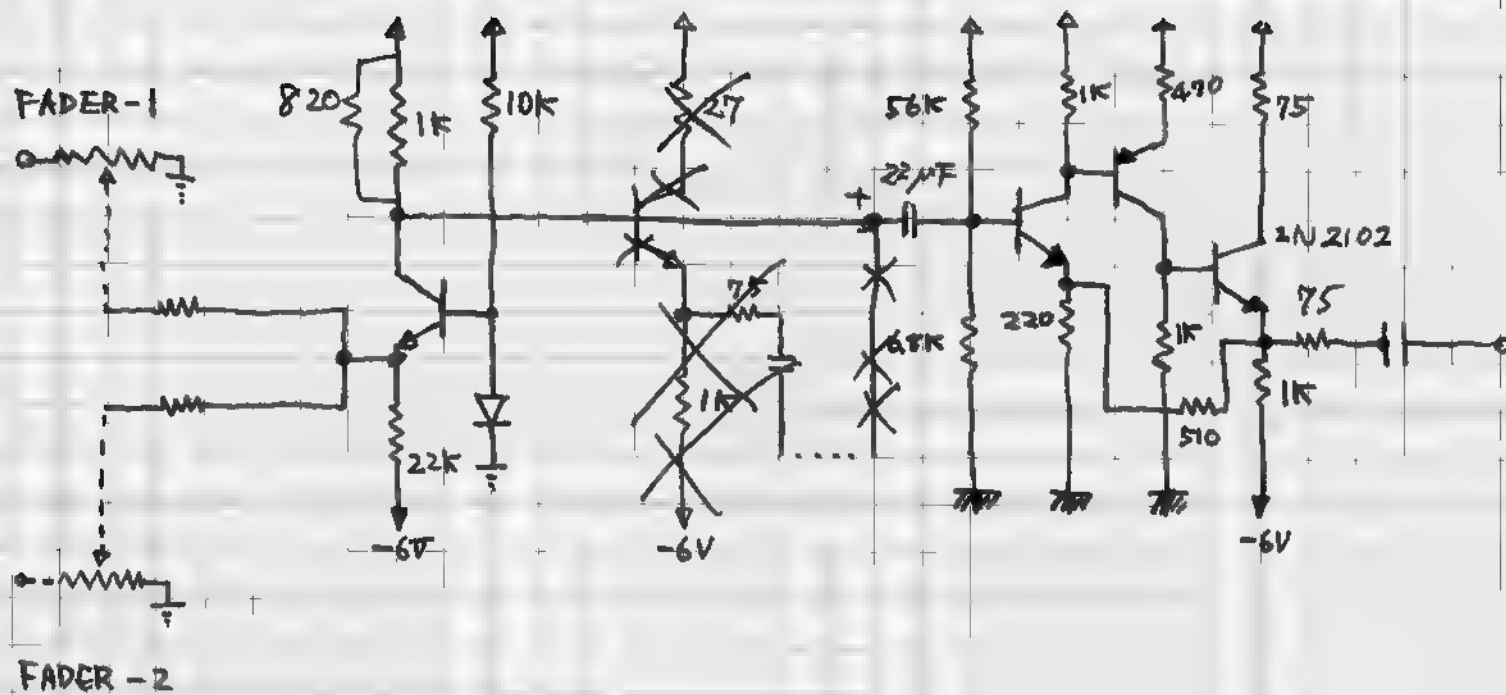 FADER-1
820
1K
10K
27
56K
1K
470
75
+
22μF
2N2102
75
75
220
6.8K
1K
1K
1K
510
22K
-6V
-6V
-6V
FADER-2